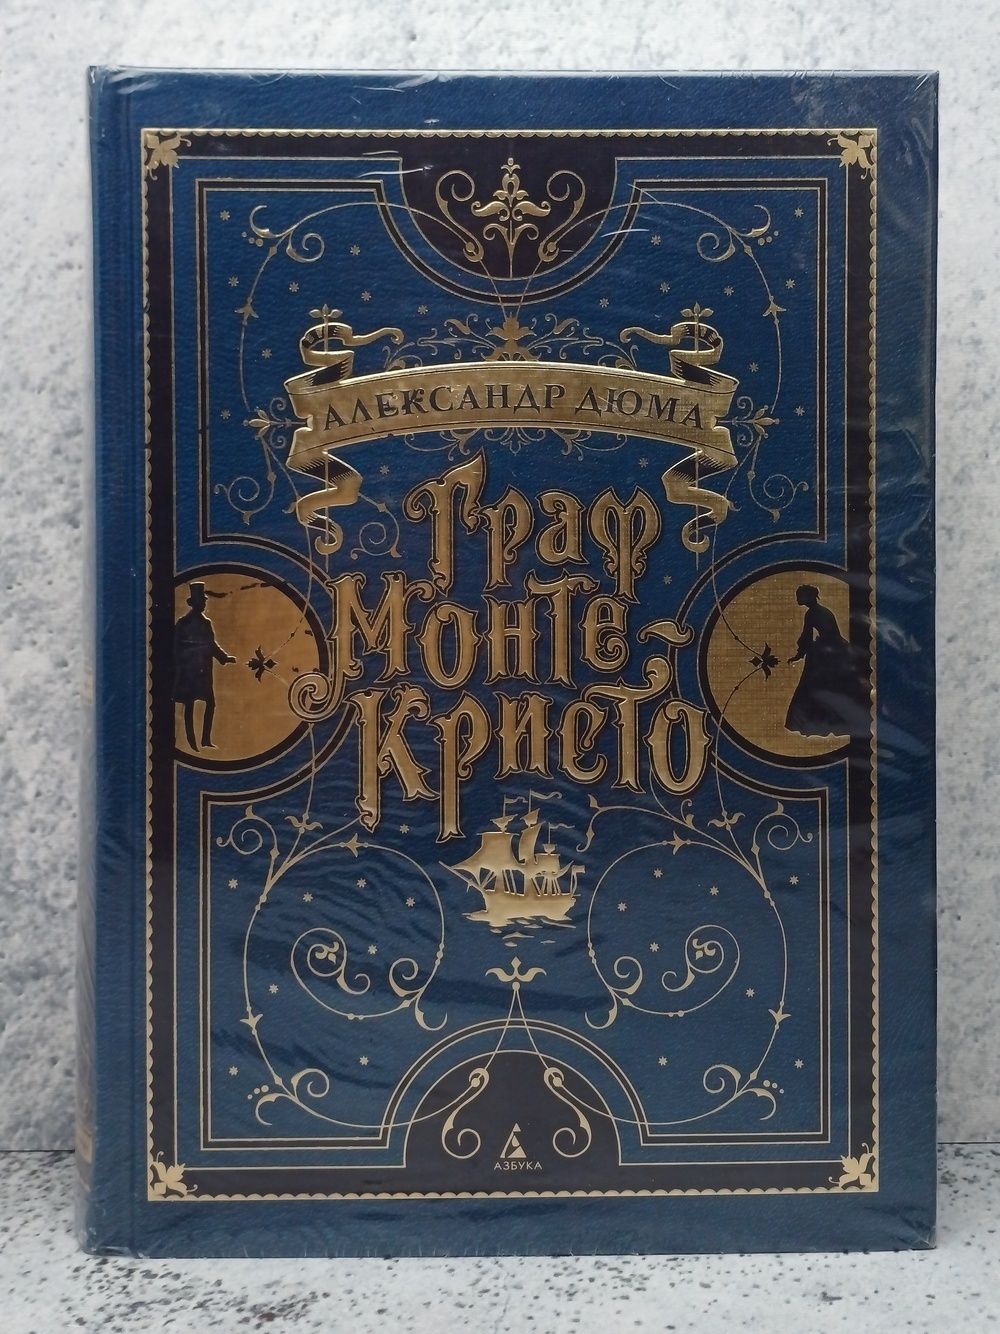 АЛЕКСАНДР ДЮМА
Граф
Монте-
Кристо
АЗБУКА